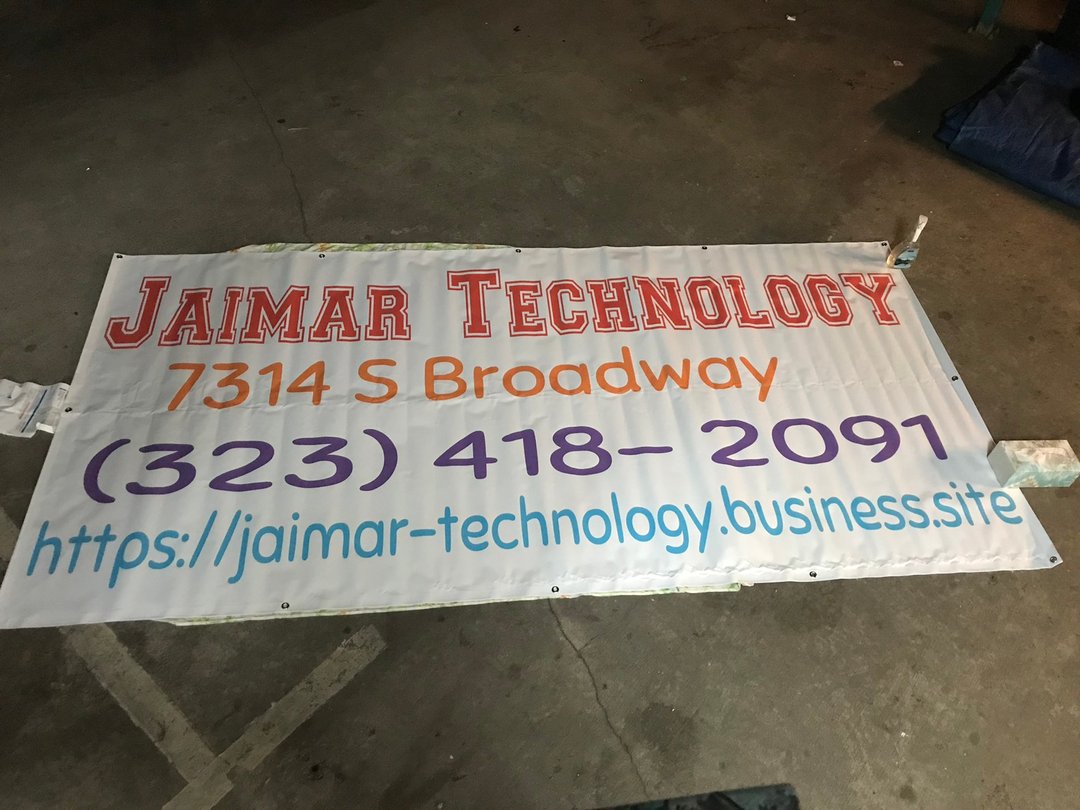 JAIMAR TECHNOLOGY
7314 S Broadway
(323) 418- 2091
https://jaimar-technology.business.site